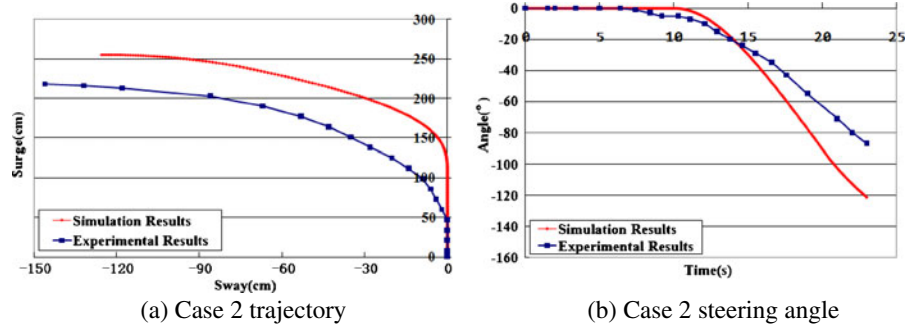 300
250
200
150
100
50
0
Surge(cm)
Simulation Results
Experimental Results
−150 −120 −90 −60 −30 0
Sway(cm)
(a) Case 2 trajectory
0
-20
-40
-60
-80
-100
-120
-140
-160
0 5 10 15 20 25
Angle(°)
Simulation Results
Experimental Results
Time(s)
(b) Case 2 steering angle